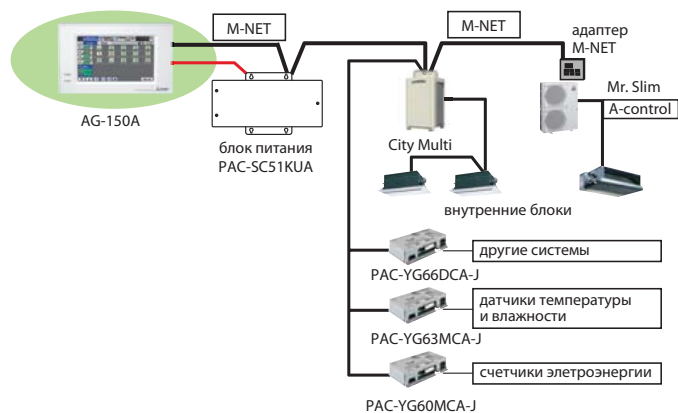 M-NET
M-NET
адаптер
M-NET
AG-150A
блок питания
PAC-SC51KUA
City Multi
Mr. Slim
A-control
внутренние блоки
другие системы
PAC-YG66DCA-J
датчики температуры
и влажности
PAC-YG63MCA-J
счетчики элетроэнергии
PAC-YG60MCA-J